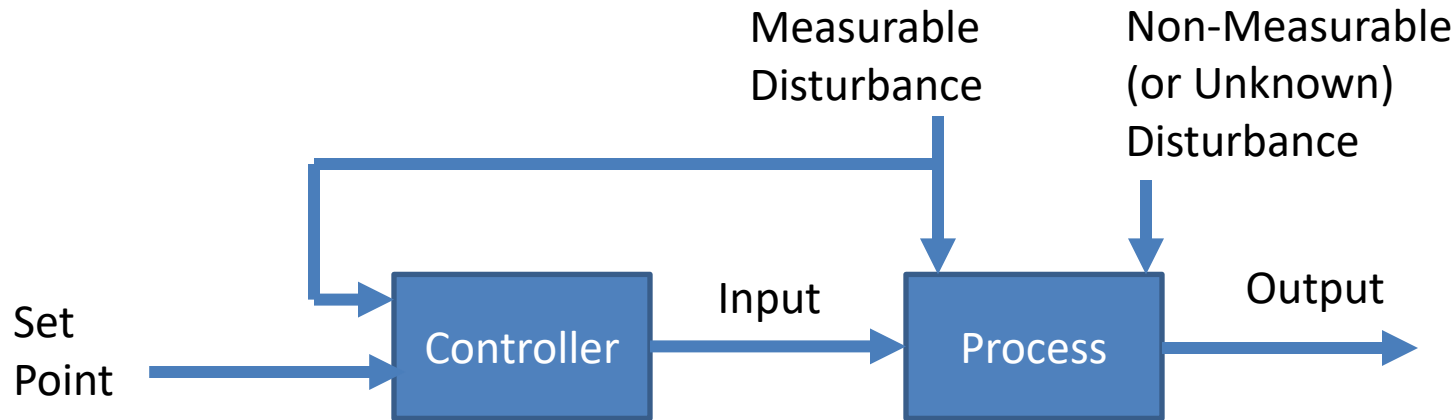 Measurable
Disturbance
Non-Measurable
(or Unknown)
Disturbance
Set
Point
Controller
Input
Process
Output